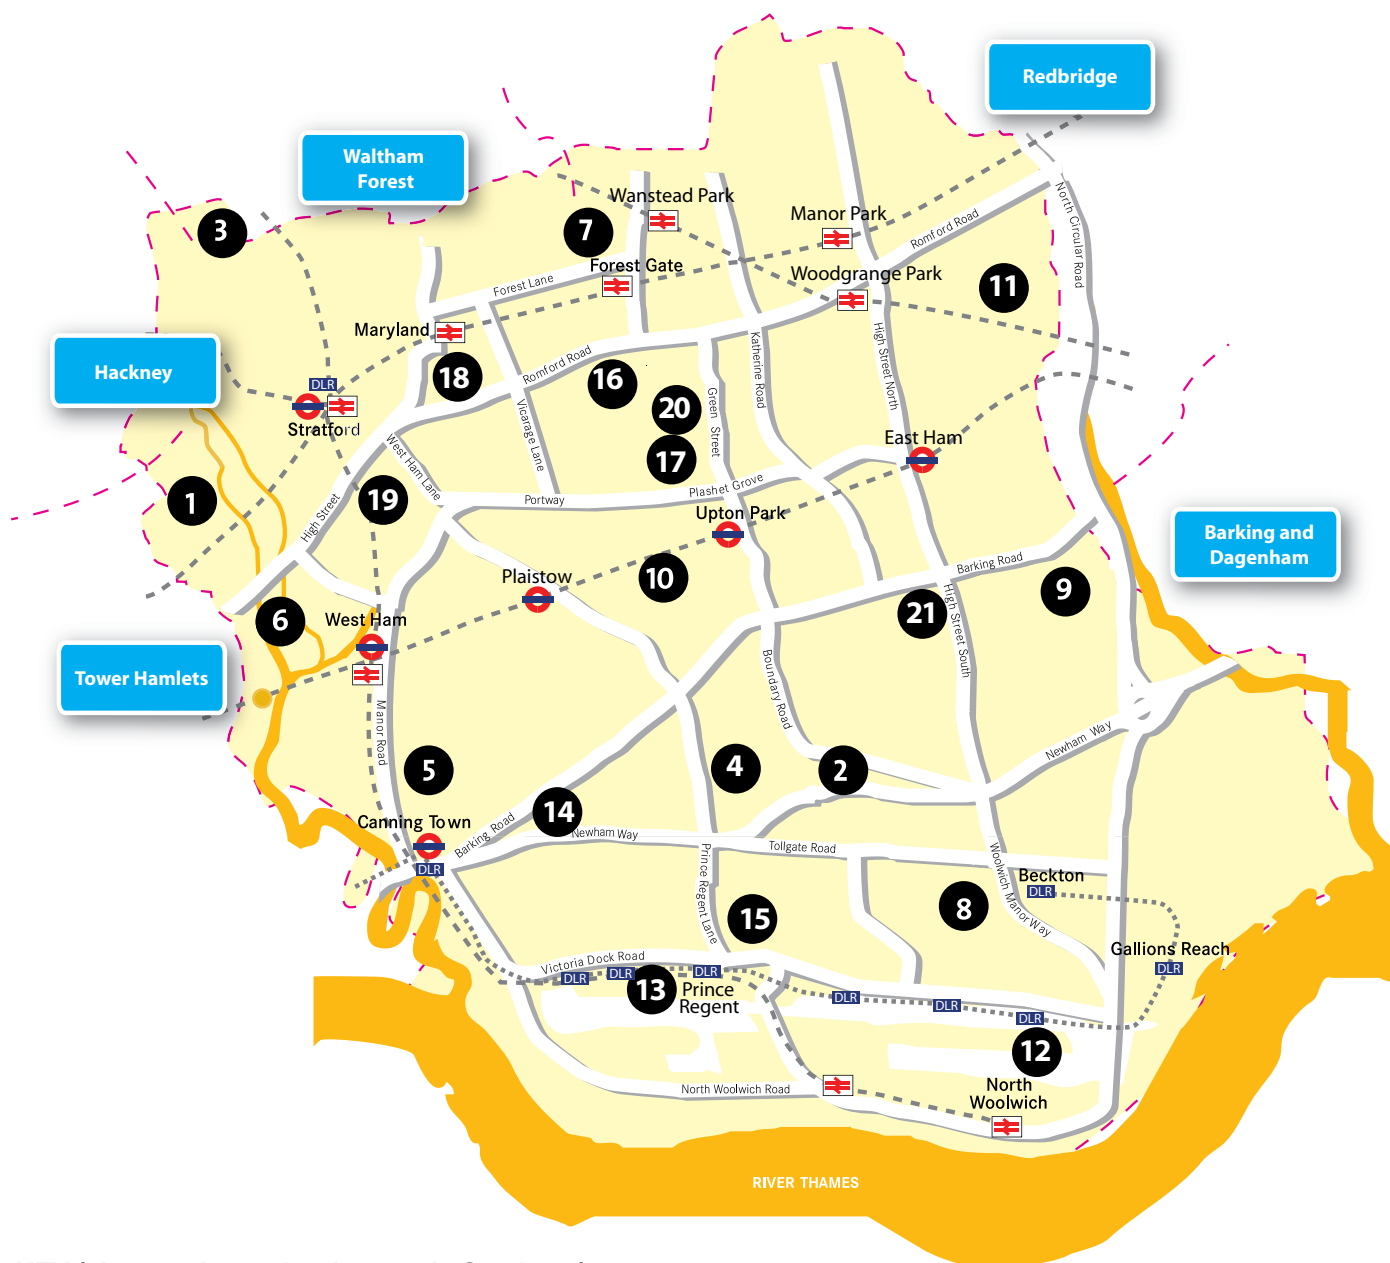 Redbridge
Waltham
Forest
Wanstead Park
3
7
Manor Park
Romford Road
North Circular Road
Forest Gate
Woodgrange Park
11
Forest Lane
Maryland
Hackney
18
Romford Road
16
Katherine Road
High Street North
DLR
Stratford
20
Green Street
Vicarage Lane
East Ham
West Ham Lane
17
1
19
High Street
Portway
Plashet Grove
Upton Park
Barking and
Dagenham
Plaistow
10
Barking Road
9
6
West Ham
21
High Street South
Tower Hamlets
Boundary Road
Manor Road
Newham Way
5
4
2
14
Canning Town
Barking Road
Newham Way
Tollgate Road
DLR
Prince Regent Lane
Woolwich Manor Way
Beckton
DLR
15
8
Gallions Reach
DLR
Victoria Dock Road
DLR
DLR
DLR
13
Prince
Regent
DLR
DLR
DLR
12
North Woolwich Road
North
Woolwich
RIVER THAMES